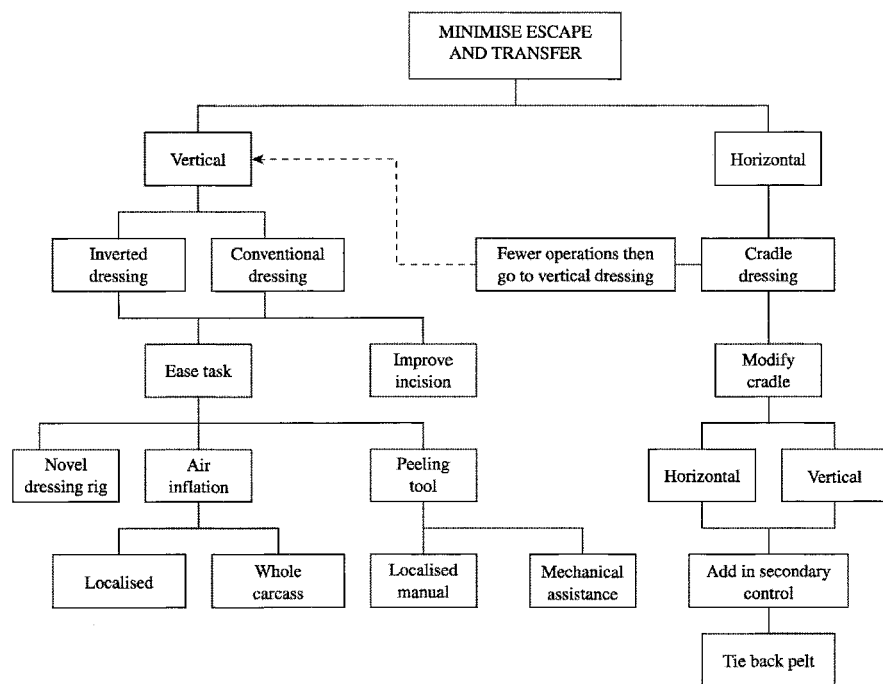 MINIMISE ESCAPE
AND TRANSFER
Vertical
Horizontal
Inverted
dressing
Conventional
dressing
Fewer operations then
go to vertical dressing
Cradle
dressing
Ease task
Improve
incision
Modify
cradle
Novel
dressing rig
Air
inflation
Peeling
tool
Horizontal
Vertical
Localised
Whole
carcass
Localised
manual
Mechanical
assistance
Add in secondary
control
Tie back pelt